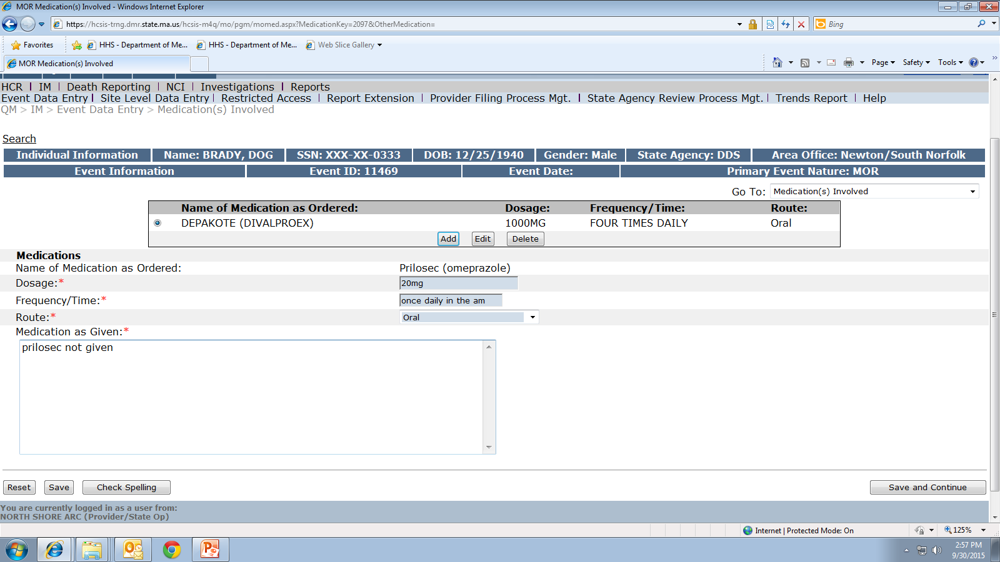 MOR Medication(s) Involved - Windows Internet Explorer
https://hcsis-trng.dmr.state.ma.us/hcsis-m4q/mo/pgm/momed.aspx?MedicationKey=2097&OtherMedication=
Bing
Favorites HHS - Department of Me... HHS - Department of Me... Web Slice Gallery
MOR Medication(s) Involved Page Safety Tools
HCR | IM | Death Reporting | NCI | Investigations | Reports
Event Data Entry | Site Level Data Entry | Restricted Access | Report Extension | Provider Filing Process Mgt. | State Agency Review Process Mgt. | Trends Report | Help
QM > IM > Event Data Entry > Medication(s) Involved
Search
Individual Information Name: BRADY, DOG SSN: XXX-XX-0333 DOB: 12/25/1940 Gender: Male State Agency: DDS Area Office: Newton/South Norfolk
Event Information Event ID: 11469 Event Date: Primary Event Nature: MOR
Go To: Medication(s) Involved
Name of Medication as Ordered: Dosage: Frequency/Time: Route:
DEPAKOTE (DIVALPROEX) 1000MG FOUR TIMES DAILY Oral
Add Edit Delete
Medications
Name of Medication as Ordered: Prilosec (omeprazole)
Dosage:* 20mg
Frequency/Time:* once daily in the am
Route:* Oral
Medication as Given:*
prilosec not given
Reset Save Check Spelling Save and Continue
You are currently logged in as a user from:
NORTH SHORE ARC (Provider/State Op)
Internet | Protected Mode: On 125%
2:57 PM
9/30/2015